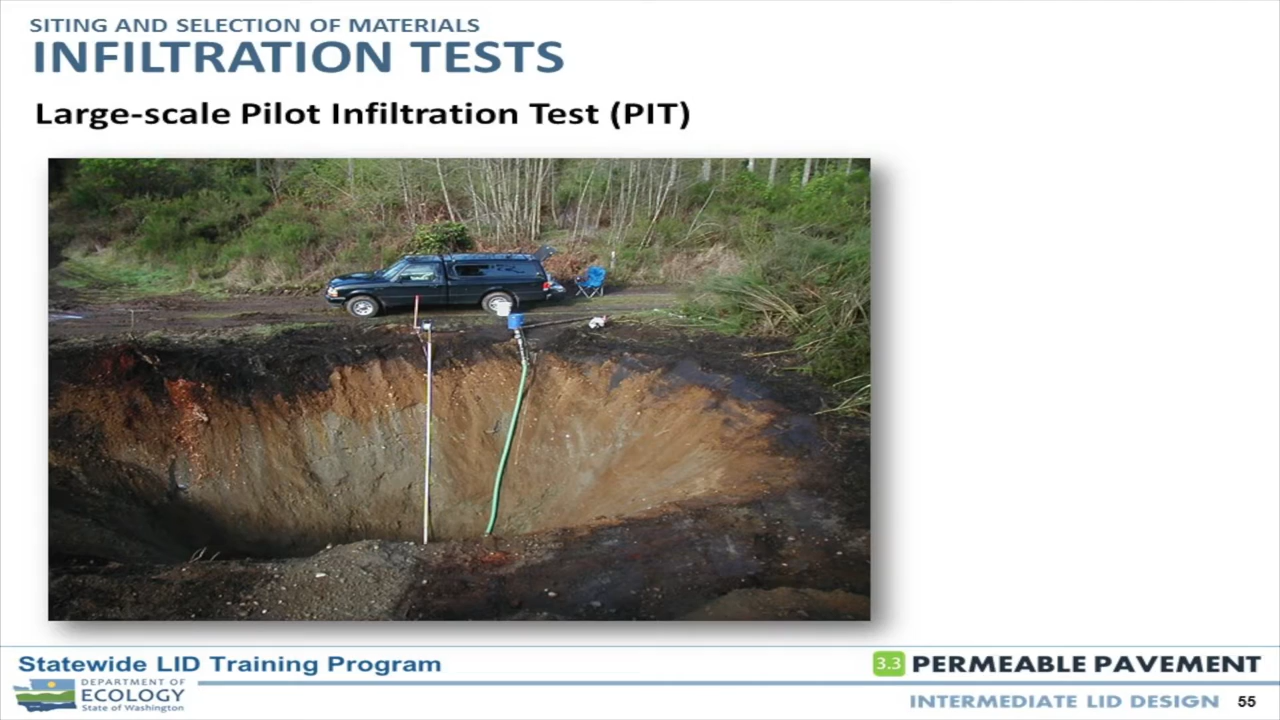 SITING AND SELECTION OF MATERIALS
INFILTRATION TESTS
Large-scale Pilot Infiltration Test (PIT)
Statewide LID Training Program
DEPARTMENT OF
ECOLOGY
State of Washington
3.3 PERMEABLE PAVEMENT
INTERMEDIATE LID DESIGN 55